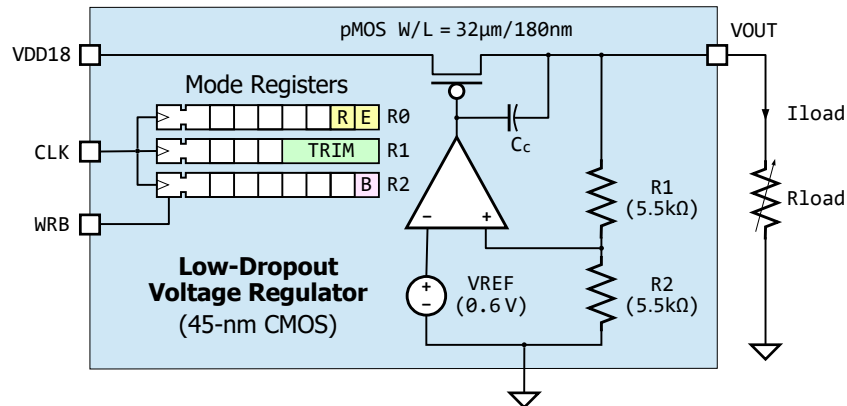 pMOS W/L = 32µm/180nm
VDD18
VOUT
Mode Registers
R E R0
CLK
TRIM R1
B R2
WRB
Cc
Iload
Rload
R1
(5.5kΩ)
− +
Low-Dropout
Voltage Regulator
(45-nm CMOS)
+
−
VREF
(0.6 V)
R2
(5.5kΩ)